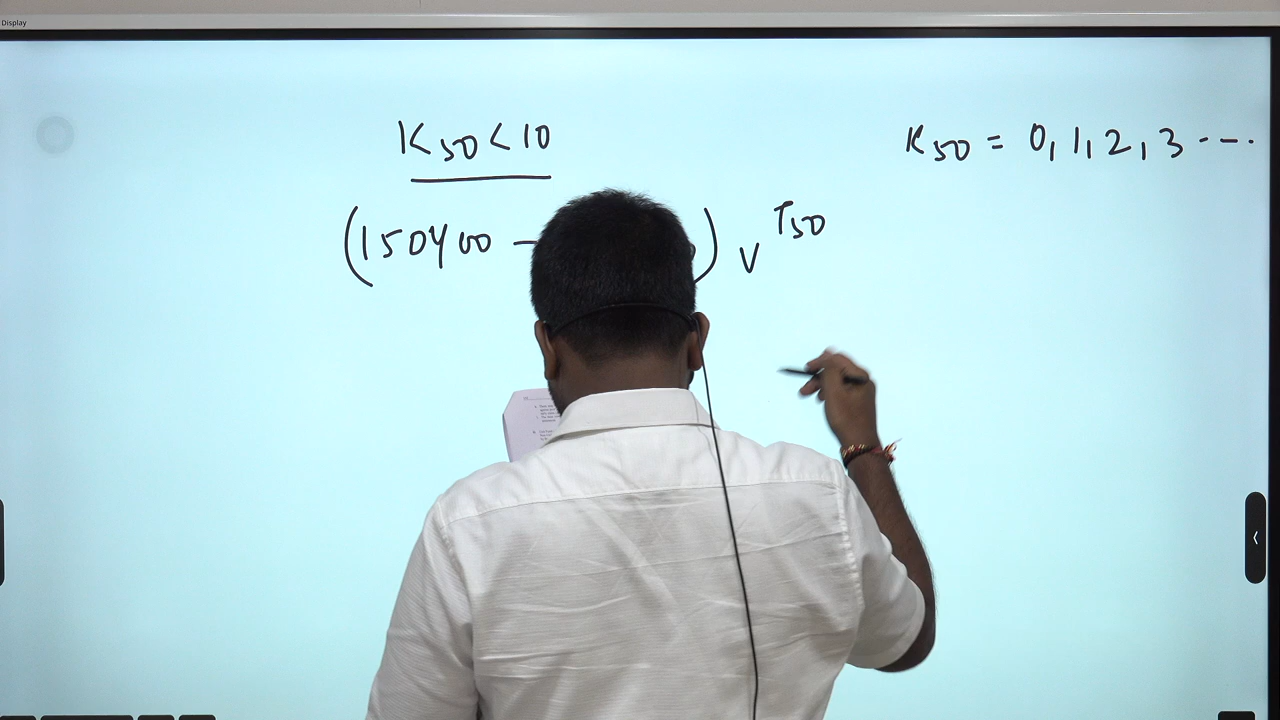 Display
K50 < 10
K50 = 0, 1, 2, 3 -- - .
(150400 - ) v^T50